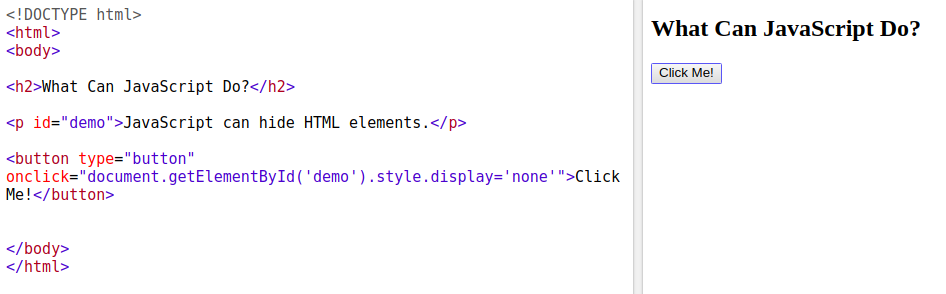 <!DOCTYPE html>
<html>
<body>
<h2>What Can JavaScript Do?</h2>
<p id="demo">JavaScript can hide HTML elements.</p>
<button type="button"
onclick="document.getElementById('demo').style.display='none'">Click
Me!</button>
</body>
</html>
What Can JavaScript Do?
Click Me!